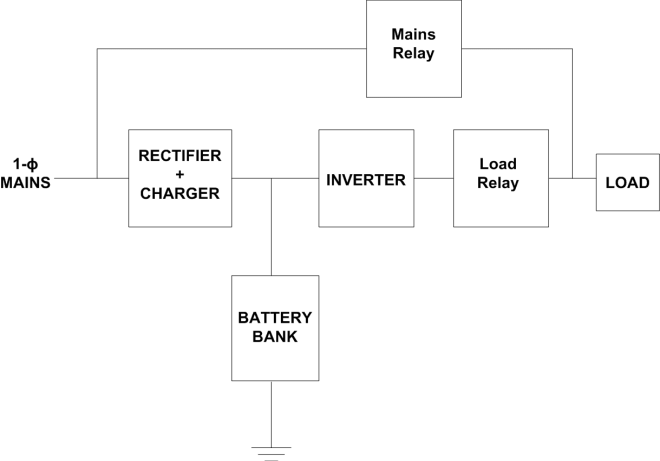 Mains
Relay
1-ϕ
MAINS
RECTIFIER
+
CHARGER
INVERTER
Load
Relay
LOAD
BATTERY
BANK